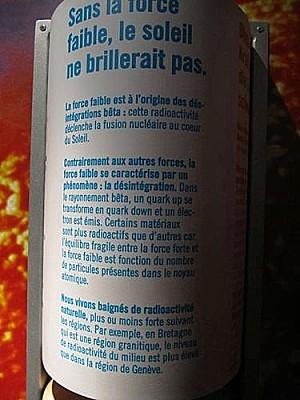 Sans la force
faible, le soleil
ne brillerait pas.
La force faible est à l'origine des dés-
intégrations bêta : cette radioactivité
déclenche la fusion nucléaire au coeur
du Soleil.
Contrairement aux autres forces, la
force faible se caractérise par un
phénomène : la désintégration. Dans
le rayonnement bêta, un quark up se
transforme en quark down et un élec-
tron est émis. Certains matériaux
sont plus radioactifs que d'autres car
l'équilibre fragile entre la force forte et
la force faible est fonction du nombre
de particules présentes dans le noyau
atomique.
Nous vivons baignés de radioactivité
naturelle, plus ou moins forte suivant
les régions. Par exemple, en Bretagne
qui est une région granitique, le niveau
de radioactivité du milieu est plus élevé
que dans la région de Genève.